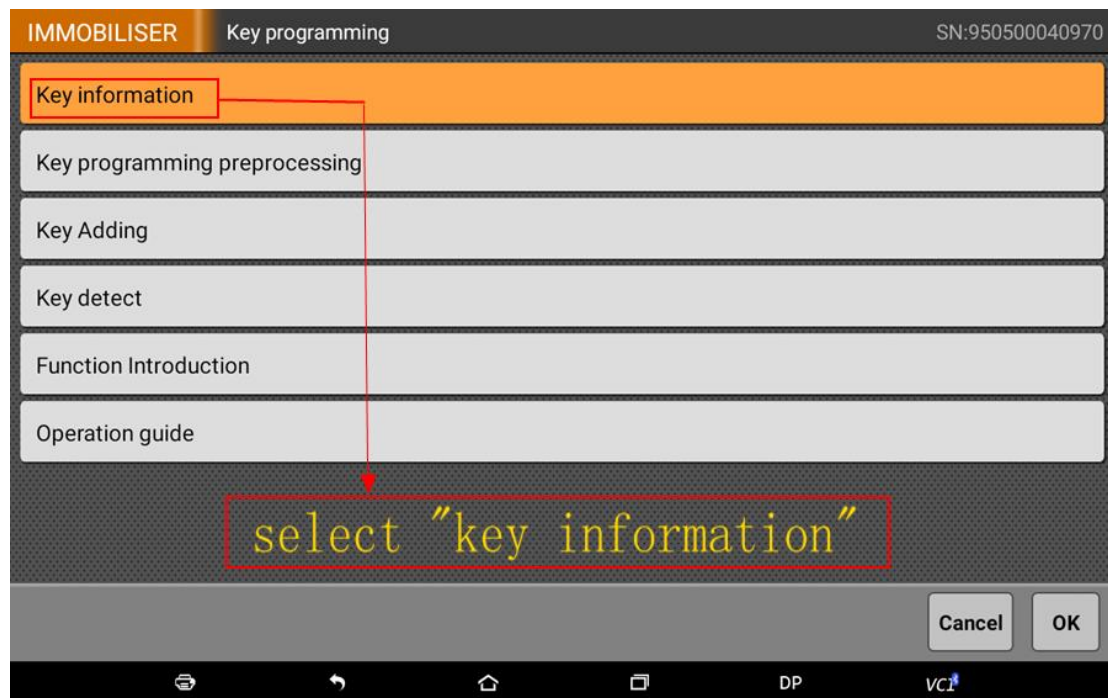 IMMOBILISER Key programming SN:950500040970
Key information
Key programming preprocessing
Key Adding
Key detect
Function Introduction
Operation guide
select "key information"
Cancel OK
DP VCI